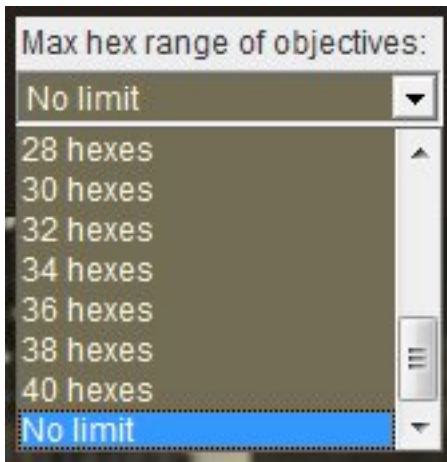 Max hex range of objectives:
No limit
28 hexes
30 hexes
32 hexes
34 hexes
36 hexes
38 hexes
40 hexes
No limit